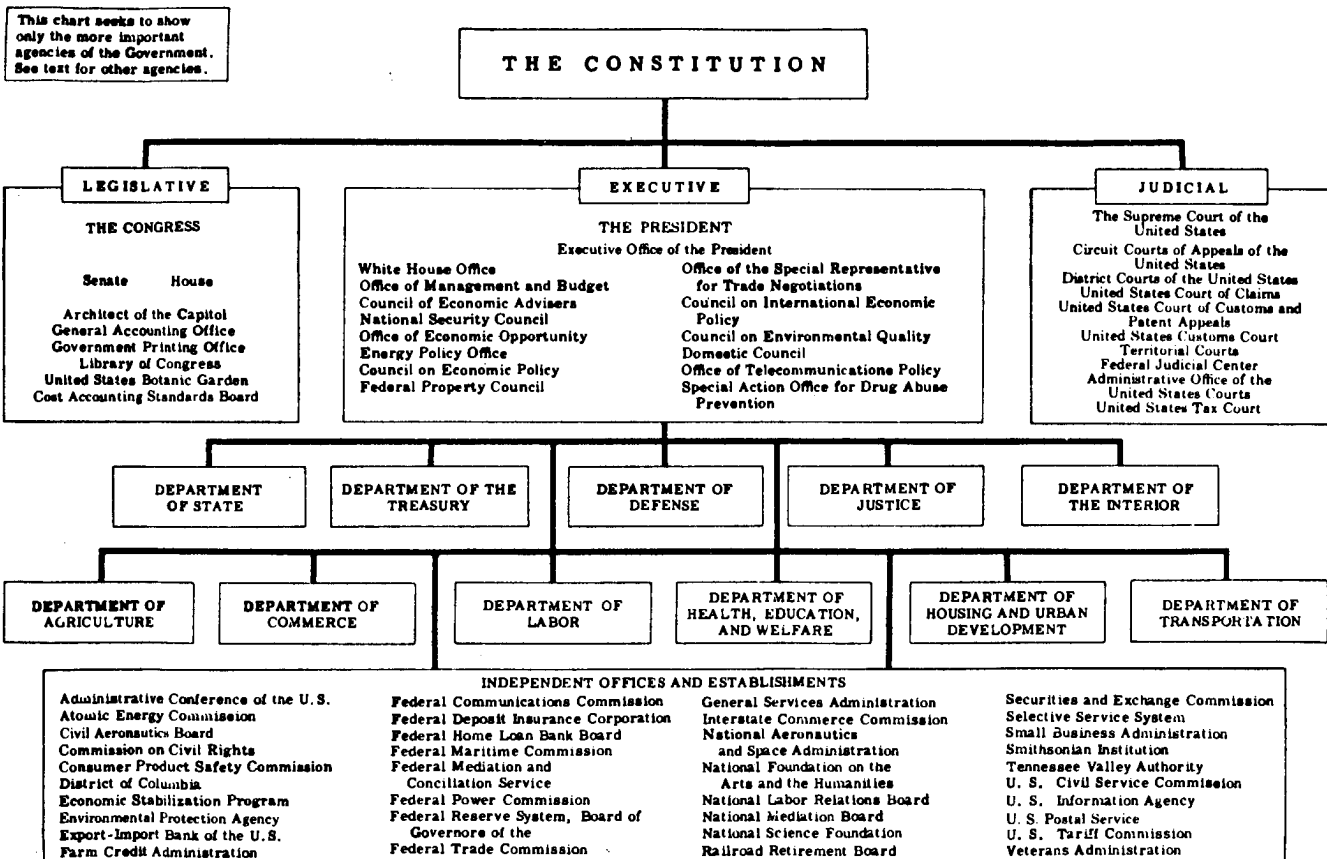 This chart seeks to show
only the more important
agencies of the Government.
See text for other agencies.
THE CONSTITUTION
LEGISLATIVE
THE CONGRESS
Senate House
Architect of the Capitol
General Accounting Office
Government Printing Office
Library of Congress
United States Botanic Garden
Cost Accounting Standards Board
EXECUTIVE
THE PRESIDENT
Executive Office of the President
White House Office
Office of Management and Budget
Council of Economic Advisers
National Security Council
Office of Economic Opportunity
Energy Policy Office
Council on Economic Policy
Federal Property Council
Office of the Special Representative
for Trade Negotiations
Council on International Economic
Policy
Council on Environmental Quality
Domestic Council
Office of Telecommunications Policy
Special Action Office for Drug Abuse
Prevention
JUDICIAL
The Supreme Court of the
United States
Circuit Courts of Appeals of the
United States
District Courts of the United States
United States Court of Claims
United States Court of Customs and
Patent Appeals
United States Customs Court
Territorial Courts
Federal Judicial Center
Administrative Office of the
United States Courts
United States Tax Court
DEPARTMENT
OF STATE
DEPARTMENT OF THE
TREASURY
DEPARTMENT OF
DEFENSE
DEPARTMENT OF
JUSTICE
DEPARTMENT OF
THE INTERIOR
DEPARTMENT OF
AGRICULTURE
DEPARTMENT OF
COMMERCE
DEPARTMENT OF
LABOR
DEPARTMENT OF
HEALTH, EDUCATION,
AND WELFARE
DEPARTMENT OF
HOUSING AND URBAN
DEVELOPMENT
DEPARTMENT OF
TRANSPORTATION
INDEPENDENT OFFICES AND ESTABLISHMENTS
Administrative Conference of the U.S.
Atomic Energy Commission
Civil Aeronautics Board
Commission on Civil Rights
Consumer Product Safety Commission
District of Columbia
Economic Stabilization Program
Environmental Protection Agency
Export-Import Bank of the U.S.
Farm Credit Administration
Federal Communications Commission
Federal Deposit Insurance Corporation
Federal Home Loan Bank Board
Federal Maritime Commission
Federal Mediation and
Conciliation Service
Federal Power Commission
Federal Reserve System, Board of
Governors of the
Federal Trade Commission
General Services Administration
Interstate Commerce Commission
National Aeronautics
and Space Administration
National Foundation on the
Arts and the Humanities
National Labor Relations Board
National Mediation Board
National Science Foundation
Railroad Retirement Board
Securities and Exchange Commission
Selective Service System
Small Business Administration
Smithsonian Institution
Tennessee Valley Authority
U. S. Civil Service Commission
U. S. Information Agency
U. S. Postal Service
U. S. Tariff Commission
Veterans Administration